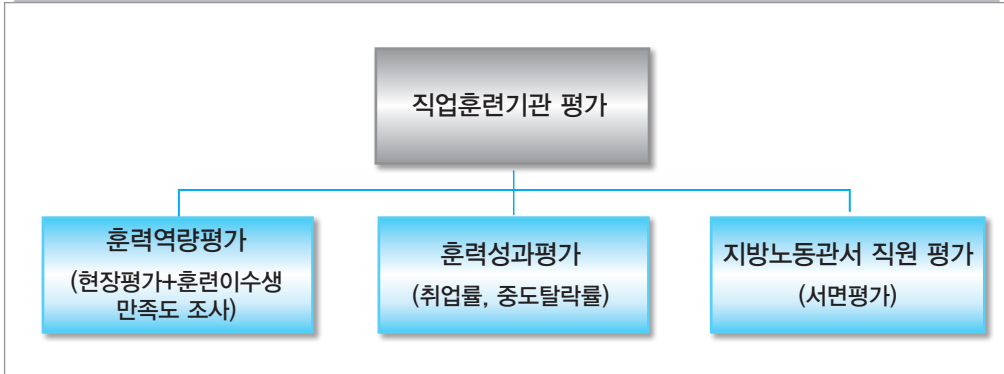 직업훈련기관 평가
훈력역량평가
(현장평가+훈련이수생
만족도 조사)
훈력성과평가
(취업률, 중도탈락률)
지방노동관서 직원 평가
(서면평가)